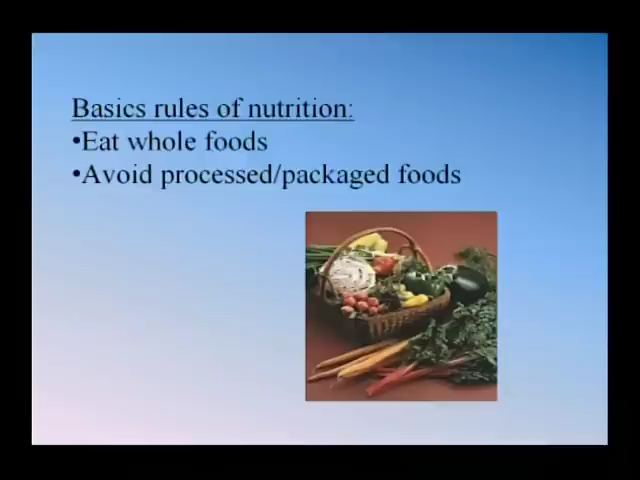 Basics rules of nutrition:
•Eat whole foods
•Avoid processed/packaged foods